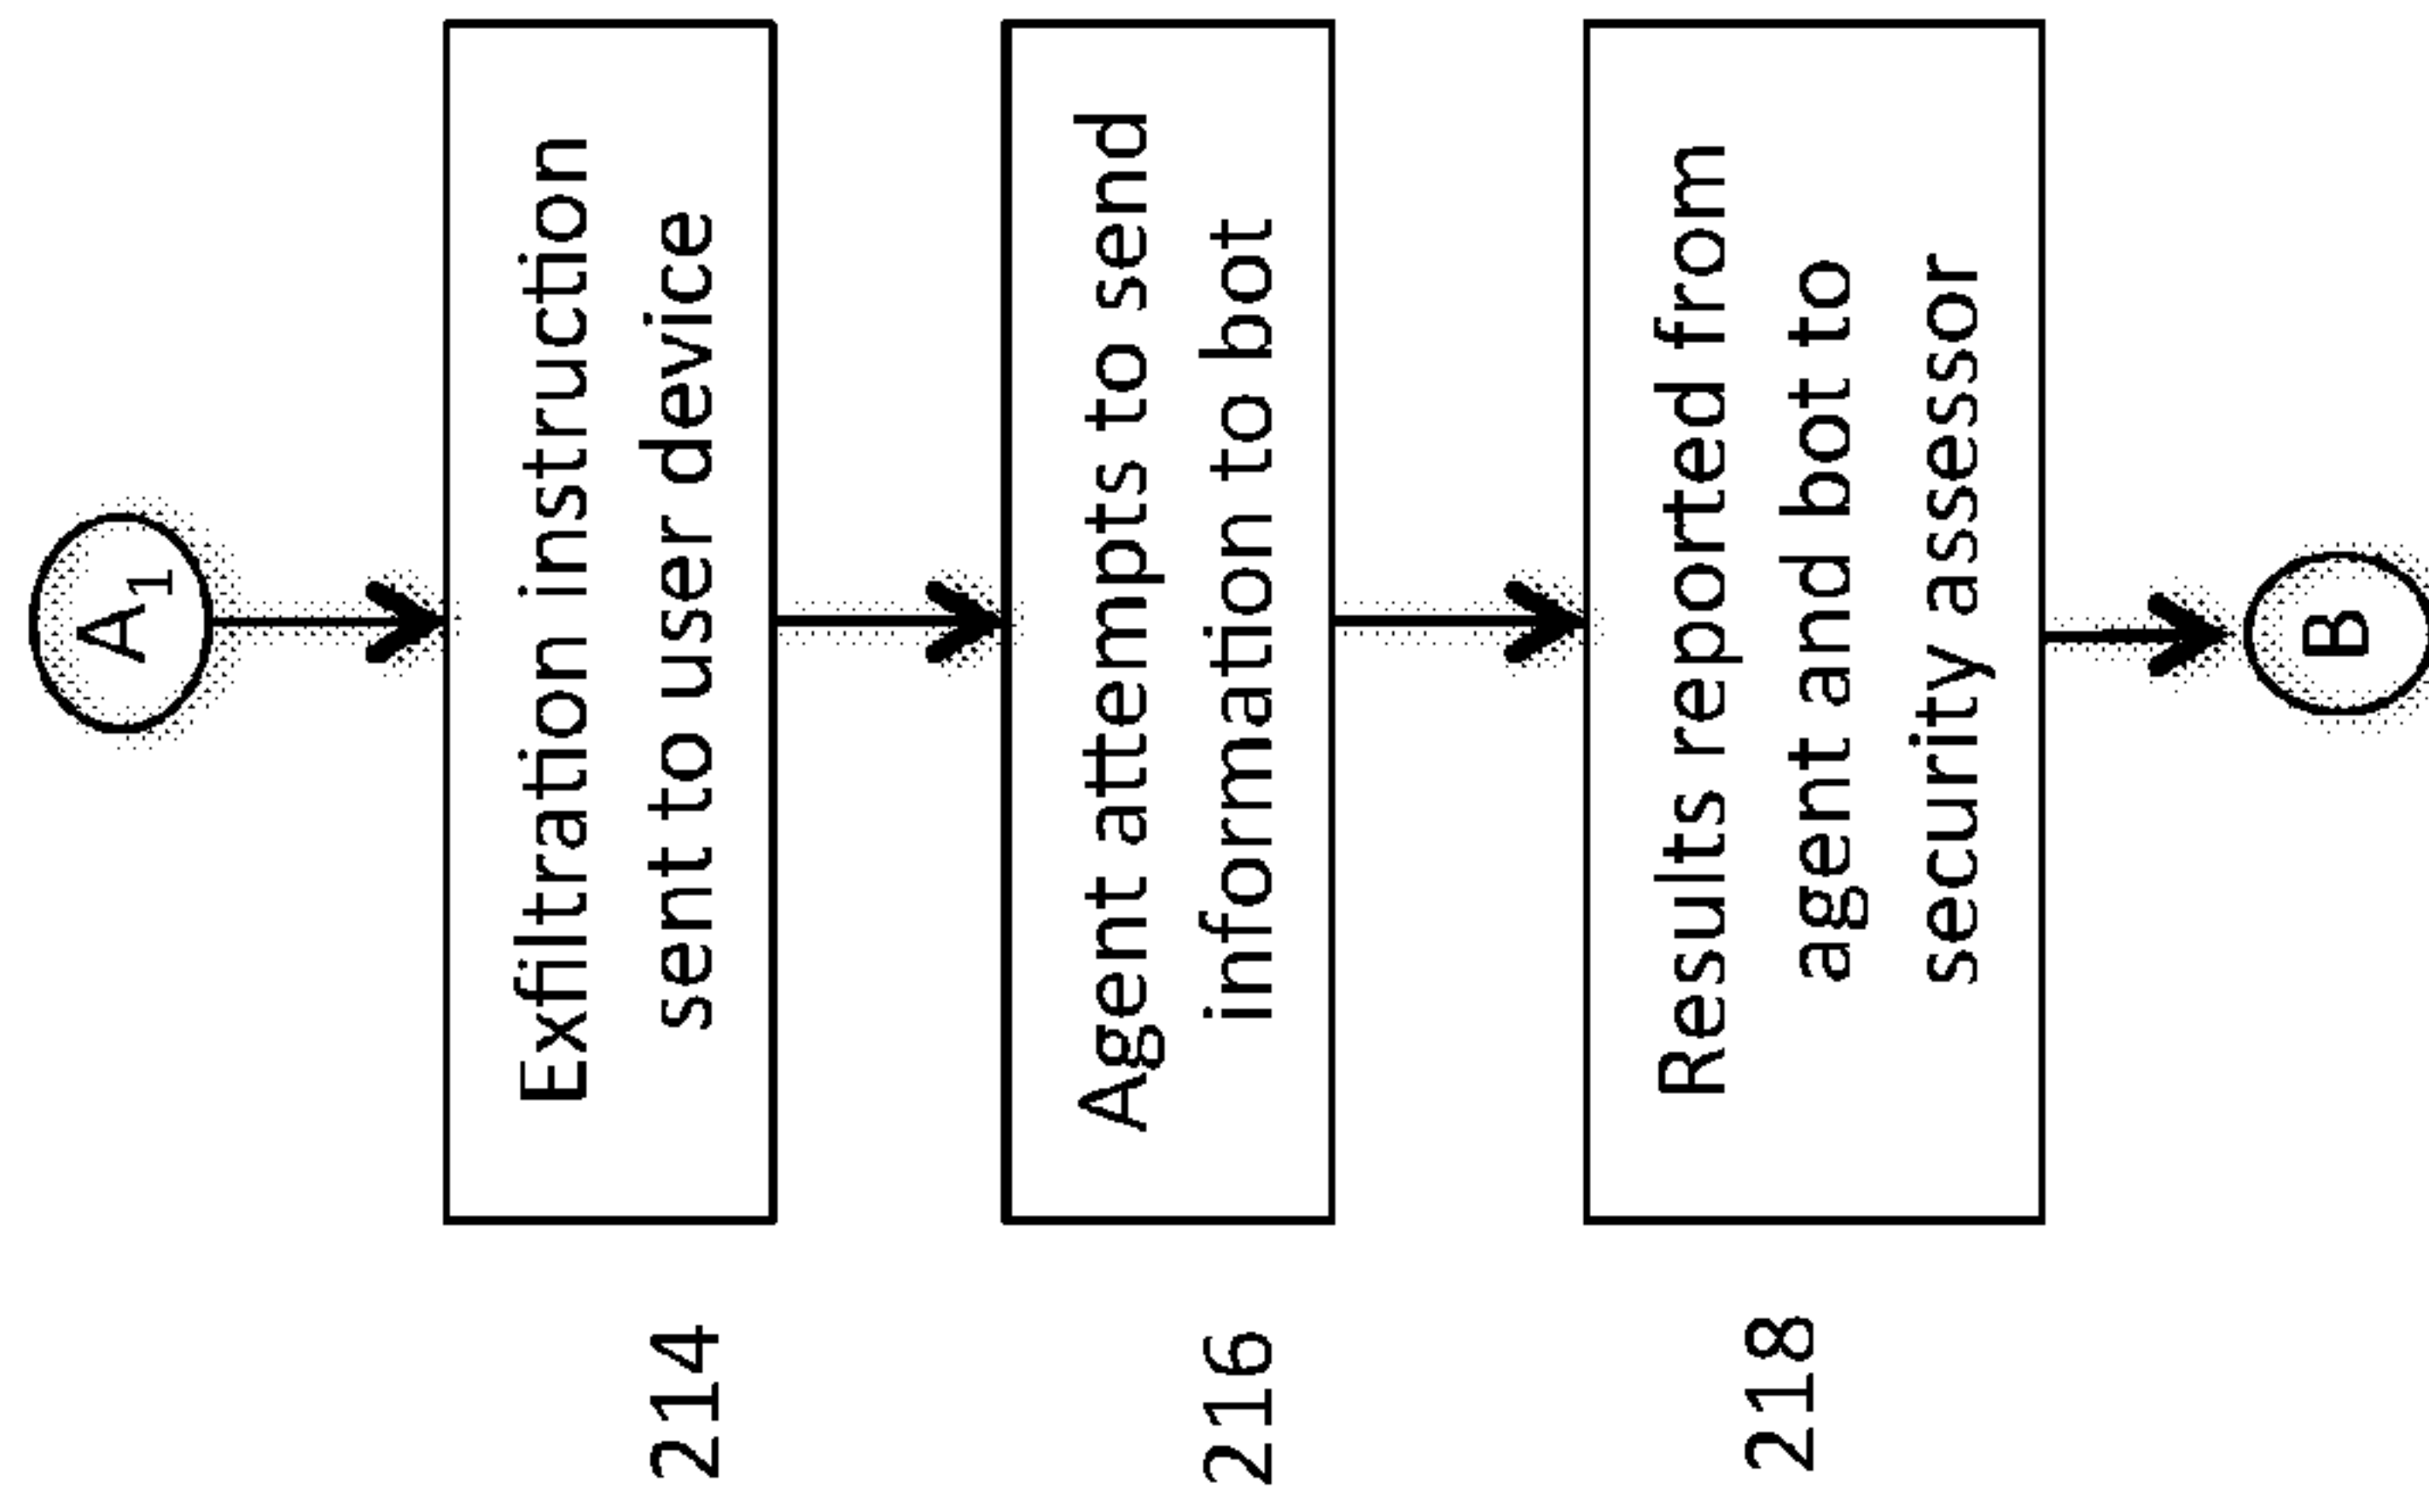 A1
Exfiltration instruction
sent to user device
214
Agent attempts to send
information to bot
216
Results reported from
agent and bot to
security assessor
218
B